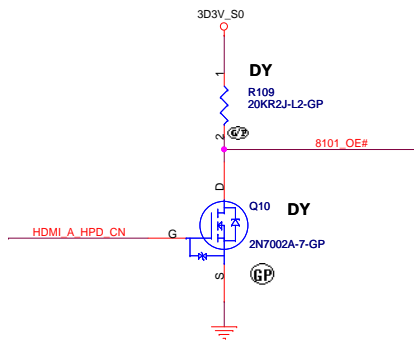 3D3V_S0
1
DY
R109
20KR2J-L2-GP
2
G/P
8101_OE#
D
Q10
DY
HDMI_A_HPD_CN
G
2N7002A-7-GP
S
GP